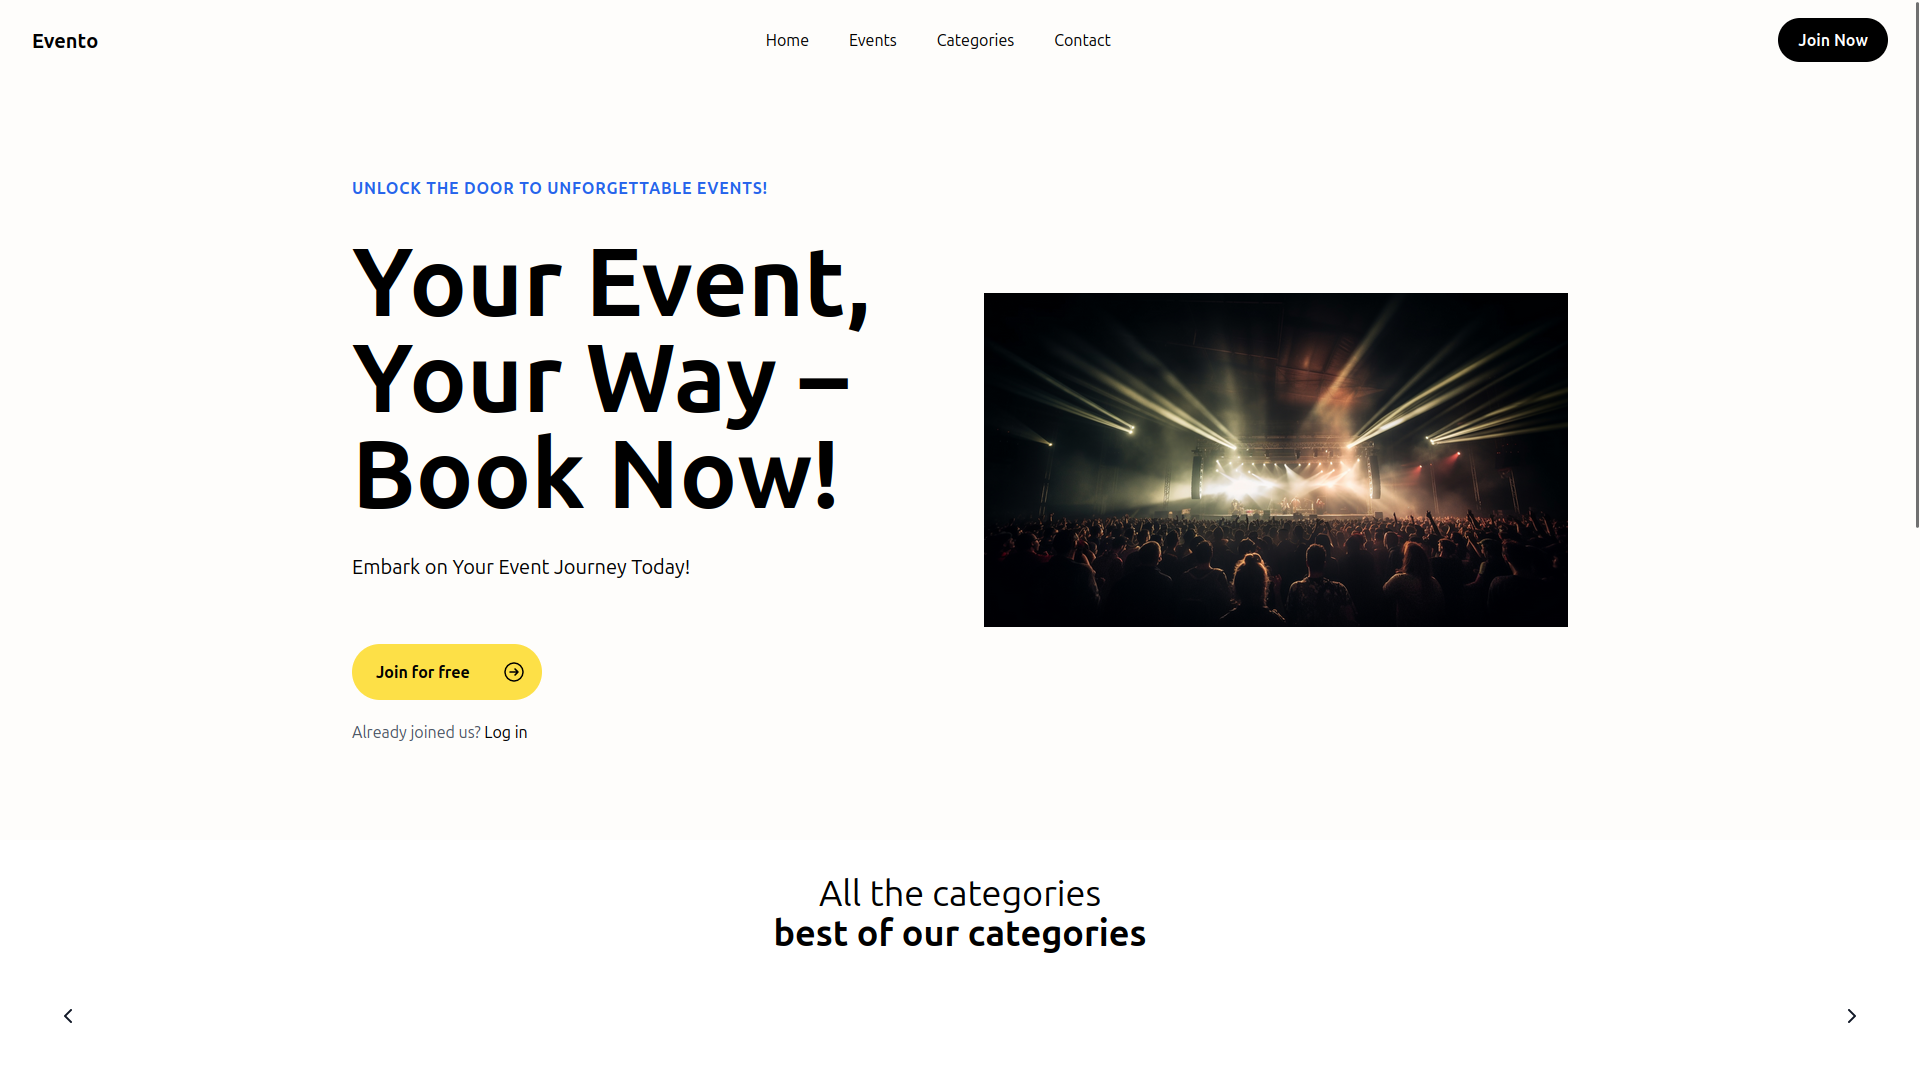 Evento
Home
Events
Categories
Contact
Join Now
UNLOCK THE DOOR TO UNFORGETTABLE EVENTS!
Your Event,
Your Way –
Book Now!
Embark on Your Event Journey Today!
Join for free
Already joined us? Log in
All the categories
best of our categories